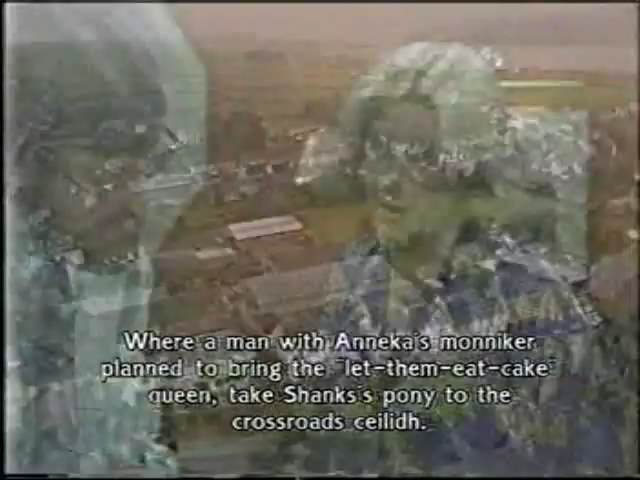 Where a man with Anneka's monniker
planned to bring the "let-them-eat-cake"
queen, take Shanks's pony to the
crossroads ceilidh.